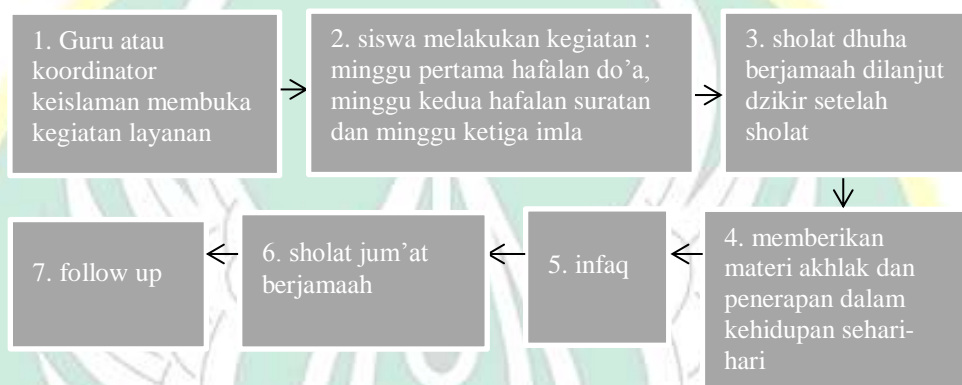 1. Guru atau
koordinator
keislaman membuka
kegiatan layanan
2. siswa melakukan kegiatan :
minggu pertama hafalan do’a,
minggu kedua hafalan suratan
dan minggu ketiga imla
3. sholat dhuha
berjamaah dilanjut
dzikir setelah
sholat
4. memberikan
materi akhlak dan
penerapan dalam
kehidupan sehari-
hari
5. infaq
6. sholat jum’at
berjamaah
7. follow up